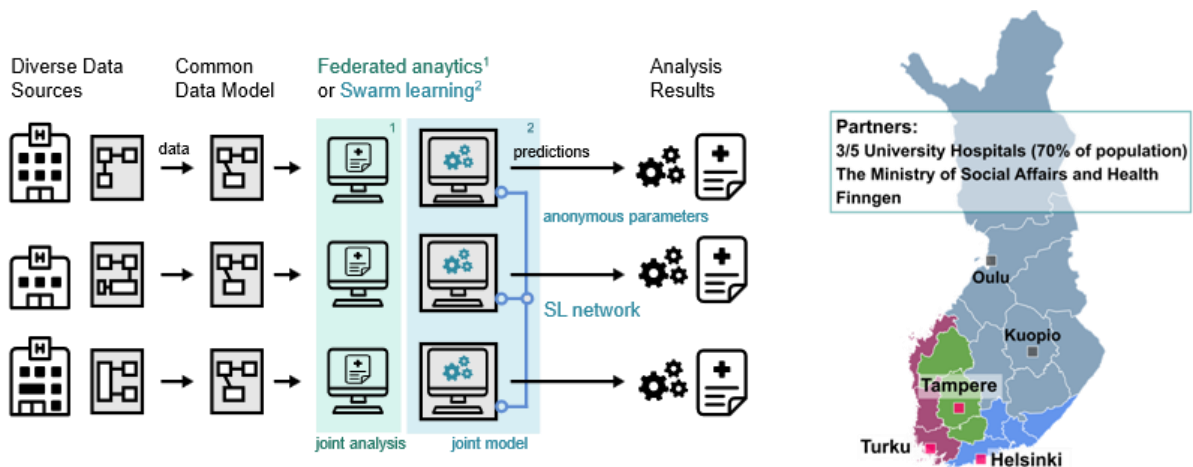 Diverse Data
Sources
Common
Data Model
Federated anaytics¹
or Swarm learning²
Analysis
Results
H
data
1
2
predictions
anonymous parameters
H
SL network
H
joint analysis
joint model
Partners:
3/5 University Hospitals (70% of population)
The Ministry of Social Affairs and Health
Finngen
Oulu
Kuopio
Tampere
Turku
Helsinki